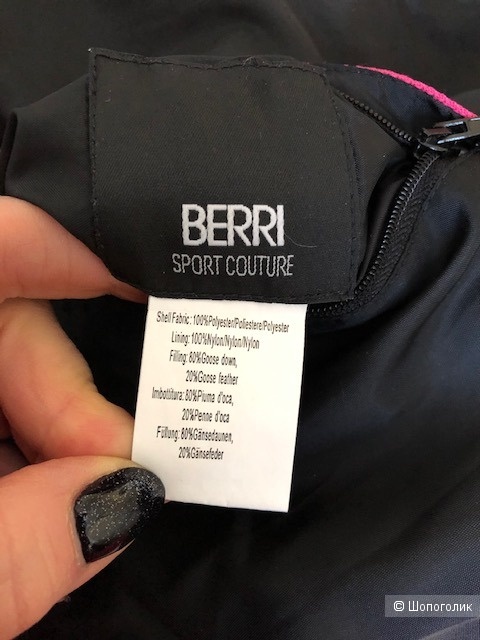 BERRI
SPORT COUTURE
Shell Fabric: 100%Polyester/Poliestere/Polyester
Lining: 100%Nylon/Nylon/Nylon
Filling: 80%Goose down,
20%Goose feather
Imbottitura: 80%Piuma d'oca,
20%Penne d'oca
Füllung: 80%Gänsedaunen,
20%Gänsefeder
© Шопоголик